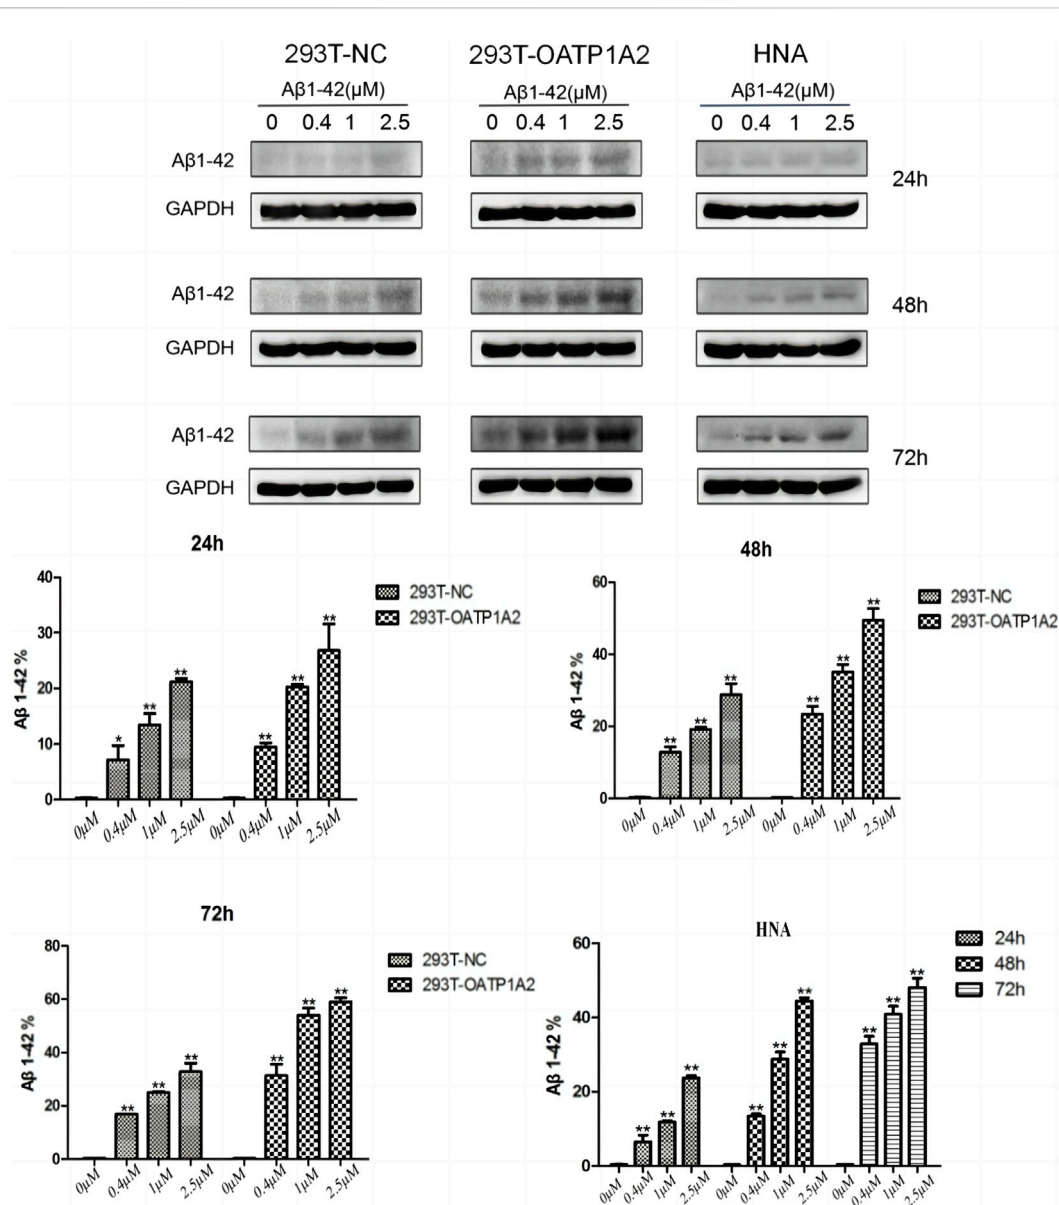 293T-NC 293T-OATP1A2 HNA
Aβ1-42(μM) Aβ1-42(μM) Aβ1-42(μM)
0 0.4 1 2.5 0 0.4 1 2.5 0 0.4 1 2.5
Aβ1-42
24h
GAPDH
Aβ1-42
48h
GAPDH
Aβ1-42
72h
GAPDH
24h
40
30
20
10
0
Aβ 1-42 %
* ** ** ** ** **
293T-NC
293T-OATP1A2
0μM 0.4μM 1μM 2.5μM 0μM 0.4μM 1μM 2.5μM
48h
60
40
20
0
Aβ 1-42 %
** ** ** ** ** **
293T-NC
293T-OATP1A2
0μM 0.4μM 1μM 2.5μM 0μM 0.4μM 1μM 2.5μM
72h
80
60
40
20
0
Aβ 1-42 %
** ** ** ** ** **
293T-NC
293T-OATP1A2
0μM 0.4μM 1μM 2.5μM 0μM 0.4μM 1μM 2.5μM
HNA
60
40
20
0
Aβ 1-42 %
** ** ** ** ** ** ** ** **
24h
48h
72h
0μM 0.4μM 1μM 2.5μM 0μM 0.4μM 1μM 2.5μM 0μM 0.4μM 1μM 2.5μM